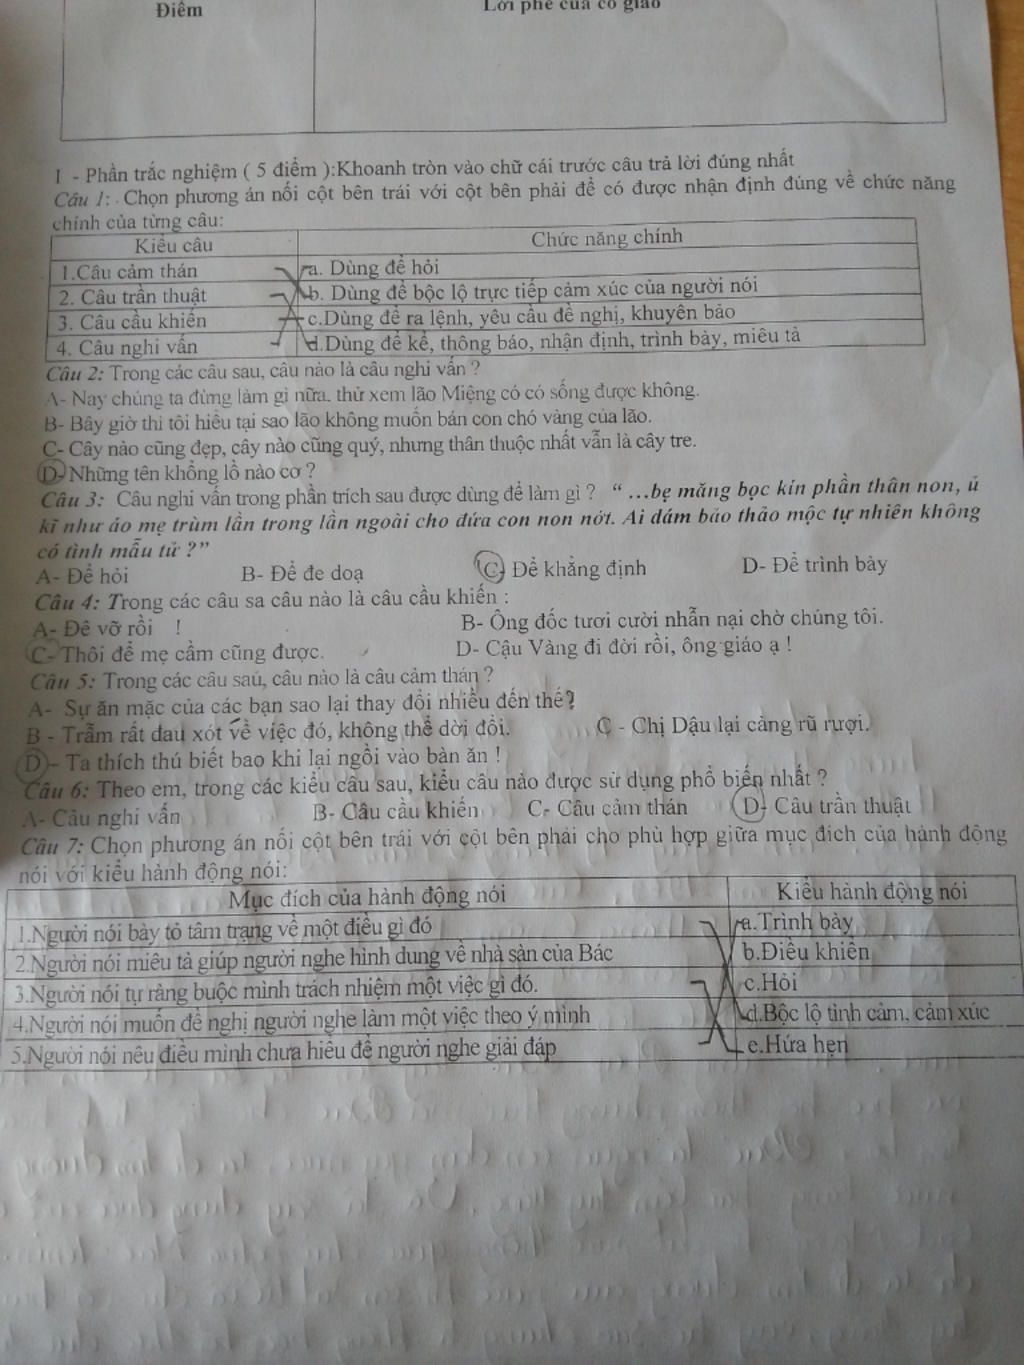 Điểm
Lời phê của cô giáo
I - Phần trắc nghiệm ( 5 điểm ):Khoanh tròn vào chữ cái trước câu trả lời đúng nhất
Câu 1: Chọn phương án nối cột bên trái với cột bên phải để có được nhận định đúng về chức năng
chính của từng câu:
Kiểu câu
Chức năng chính
1.Câu cảm thán
a. Dùng để hỏi
2. Câu trần thuật
b. Dùng để bộc lộ trực tiếp cảm xúc của người nói
3. Câu cầu khiến
c.Dùng để ra lệnh, yêu cầu đề nghị, khuyên bảo
4. Câu nghi vấn
d.Dùng để kể, thông báo, nhận định, trình bày, miêu tả
Câu 2: Trong các câu sau, câu nào là câu nghi vấn ?
A- Nay chúng ta đừng làm gì nữa. thử xem lão Miệng có có sống được không.
B- Bây giờ thì tôi hiểu tại sao lão không muốn bán con chó vàng của lão.
C- Cây nào cũng đẹp, cây nào cũng quý, nhưng thân thuộc nhất vẫn là cây tre.
D- Những tên khổng lồ nào cơ ?
Câu 3: Câu nghi vấn trong phần trích sau được dùng để làm gì ? “ ...bẹ măng bọc kín phần thân non, ủ
kĩ như áo mẹ trùm lần trong lần ngoài cho đứa con non nớt. Ai dám bảo thảo mộc tự nhiên không
có tình mẫu tử ?”
A- Để hỏi
B- Để đe doạ
C- Để khẳng định
D- Để trình bày
Câu 4: Trong các câu sa câu nào là câu cầu khiến :
A- Đê vỡ rồi !
B- Ông đốc tươi cười nhẫn nại chờ chúng tôi.
C- Thôi để mẹ cầm cũng được.
D- Cậu Vàng đi đời rồi, ông giáo ạ !
Câu 5: Trong các câu sau, câu nào là câu cảm thán ?
A- Sự ăn mặc của các bạn sao lại thay đổi nhiều đến thế?
B - Trẫm rất đau xót về việc đó, không thể dời đổi.
C - Chị Dậu lại càng rũ rượi.
D - Ta thích thú biết bao khi lại ngồi vào bàn ăn !
Câu 6: Theo em, trong các kiểu câu sau, kiểu câu nào được sử dụng phổ biến nhất ?
A- Câu nghi vấn
B- Câu cầu khiến
C- Câu cảm thán
D- Câu trần thuật
Câu 7: Chọn phương án nối cột bên trái với cột bên phải cho phù hợp giữa mục đích của hành động
nói với kiểu hành động nói:
Mục đích của hành động nói
Kiểu hành động nói
1.Người nói bày tỏ tâm trạng về một điều gì đó
a.Trình bày
2.Người nói miêu tả giúp người nghe hình dung về nhà sàn của Bác
b.Điều khiển
3.Người nói tự ràng buộc mình trách nhiệm một việc gì đó.
c.Hỏi
4.Người nói muốn đề nghị người nghe làm một việc theo ý mình
d.Bộc lộ tình cảm, cảm xúc
5.Người nói nêu điều mình chưa hiểu để người nghe giải đáp
e.Hứa hẹn